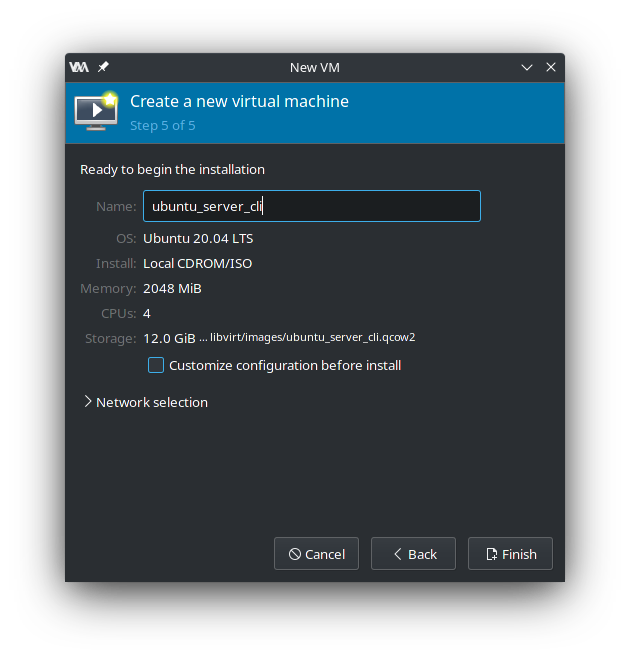 New VM
Create a new virtual machine
Step 5 of 5
Ready to begin the installation
Name: ubuntu_server_cli
OS: Ubuntu 20.04 LTS
Install: Local CDROM/ISO
Memory: 2048 MiB
CPUs: 4
Storage: 12.0 GiB ... libvirt/images/ubuntu_server_cli.qcow2
Customize configuration before install
Network selection
Cancel Back Finish